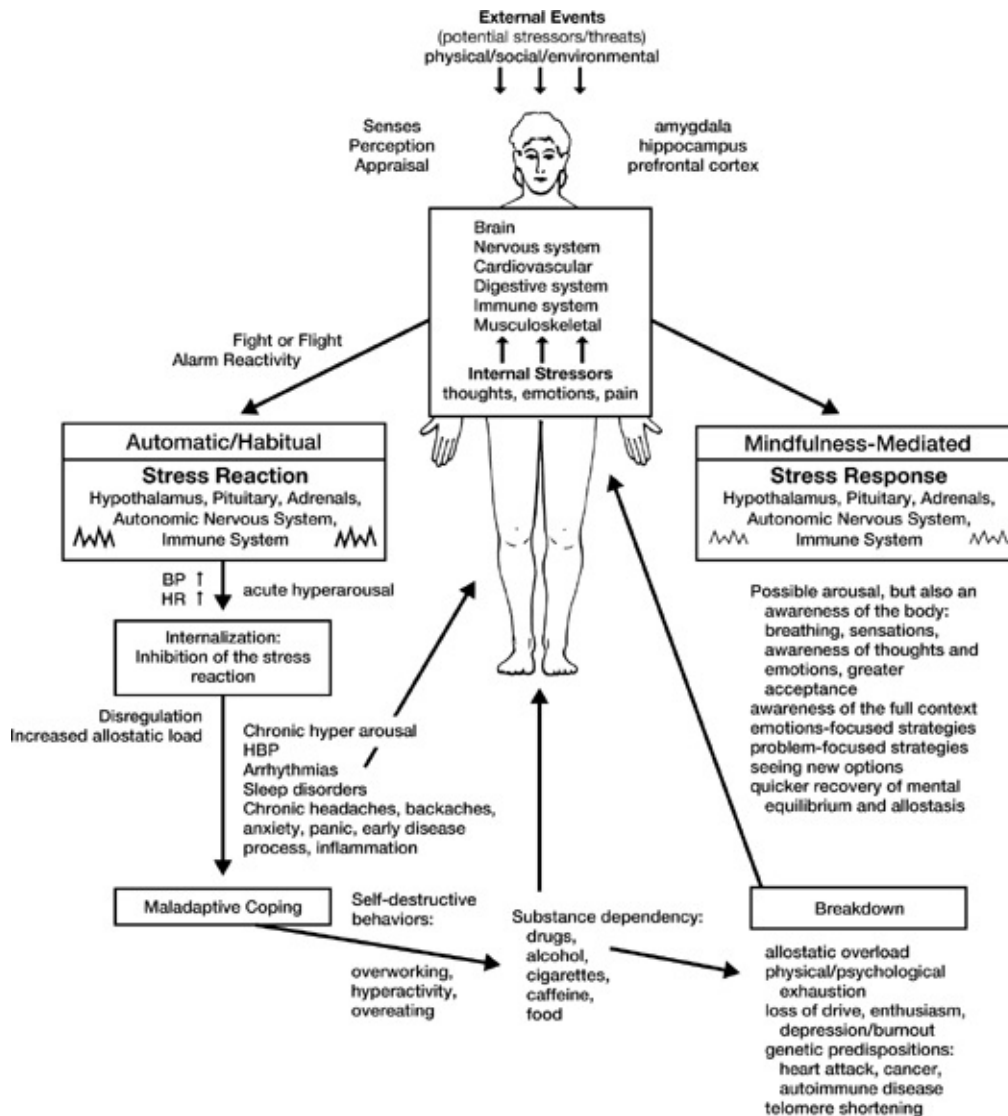 External Events
(potential stressors/threats)
physical/social/environmental
Senses
Perception
Appraisal
amygdala
hippocampus
prefrontal cortex
Brain
Nervous system
Cardiovascular
Digestive system
Immune system
Musculoskeletal
Internal Stressors
thoughts, emotions, pain
Fight or Flight
Alarm Reactivity
Automatic/Habitual
Stress Reaction
Hypothalamus, Pituitary, Adrenals,
Autonomic Nervous System,
Immune System
Mindfulness-Mediated
Stress Response
Hypothalamus, Pituitary, Adrenals,
Autonomic Nervous System,
Immune System
BP ↑
HR ↑
acute hyperarousal
Internalization:
Inhibition of the stress
reaction
Disregulation
Increased allostatic load
Chronic hyper arousal
HBP
Arrhythmias
Sleep disorders
Chronic headaches, backaches,
anxiety, panic, early disease
process, inflammation
Possible arousal, but also an
awareness of the body:
breathing, sensations,
awareness of thoughts and
emotions, greater
acceptance
awareness of the full context
emotions-focused strategies
problem-focused strategies
seeing new options
quicker recovery of mental
equilibrium and allostasis
Maladaptive Coping
Self-destructive
behaviors:
overworking,
hyperactivity,
overeating
Substance dependency:
drugs,
alcohol,
cigarettes,
caffeine,
food
Breakdown
allostatic overload
physical/psychological
exhaustion
loss of drive, enthusiasm,
depression/burnout
genetic predispositions:
heart attack, cancer,
autoimmune disease
telomere shortening